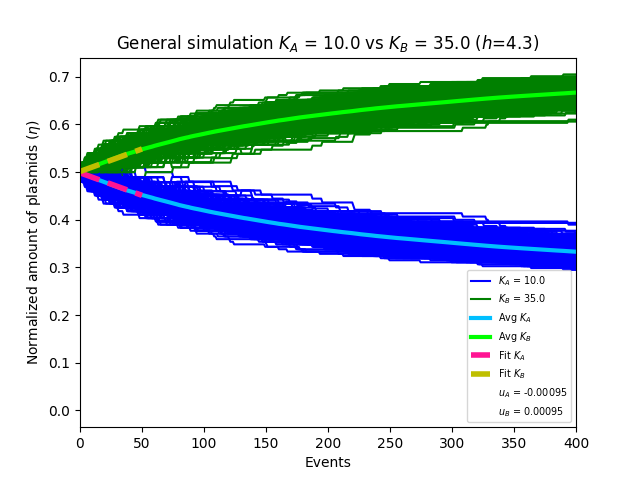 General simulation K_A = 10.0 vs K_B = 35.0 (h=4.3)
Normalized amount of plasmids (η)
0.7
0.6
0.5
0.4
0.3
0.2
0.1
0.0
K_A = 10.0
K_B = 35.0
Avg K_A
Avg K_B
Fit K_A
Fit K_B
u_A = -0.00095
u_B = 0.00095
0 50 100 150 200 250 300 350 400
Events